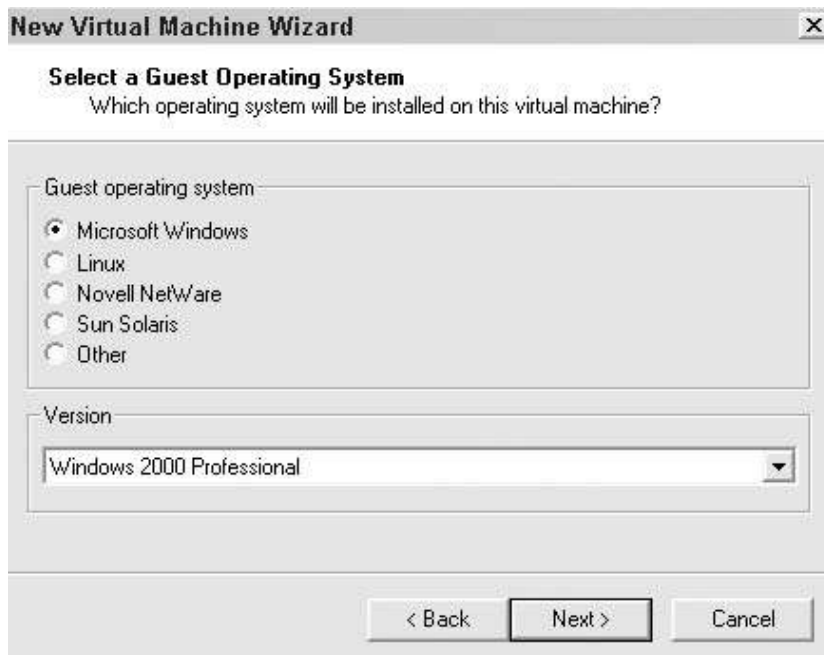 New Virtual Machine Wizard
Select a Guest Operating System
Which operating system will be installed on this virtual machine?
Guest operating system
Microsoft Windows
Linux
Novell NetWare
Sun Solaris
Other
Version
Windows 2000 Professional
< Back Next > Cancel